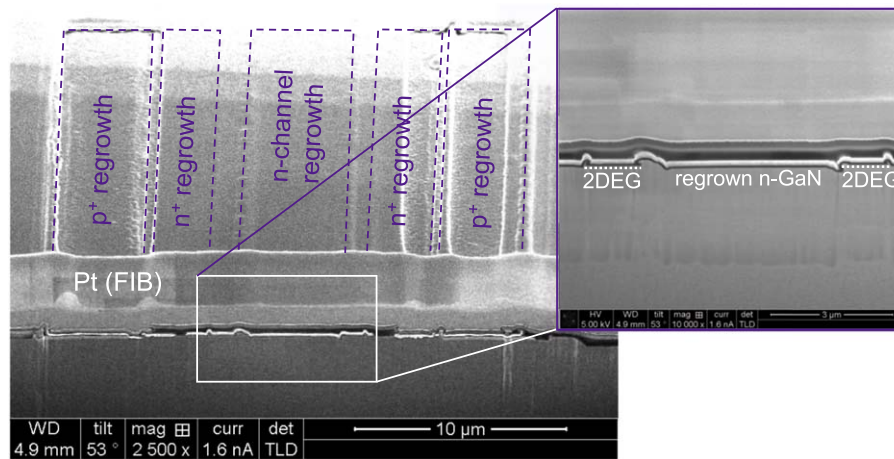 p+ regrowth
n+ regrowth
n-channel
regrowth
n+ regrowth
p+ regrowth
Pt (FIB)
WD tilt mag ⊞ curr det
4.9 mm 53 ° 2 500 x 1.6 nA TLD
10 µm
2DEG regrown n-GaN 2DEG
HV WD tilt mag ⊞ curr det
5.00 kV 4.9 mm 53 ° 10 000 x 1.6 nA TLD
3 µm